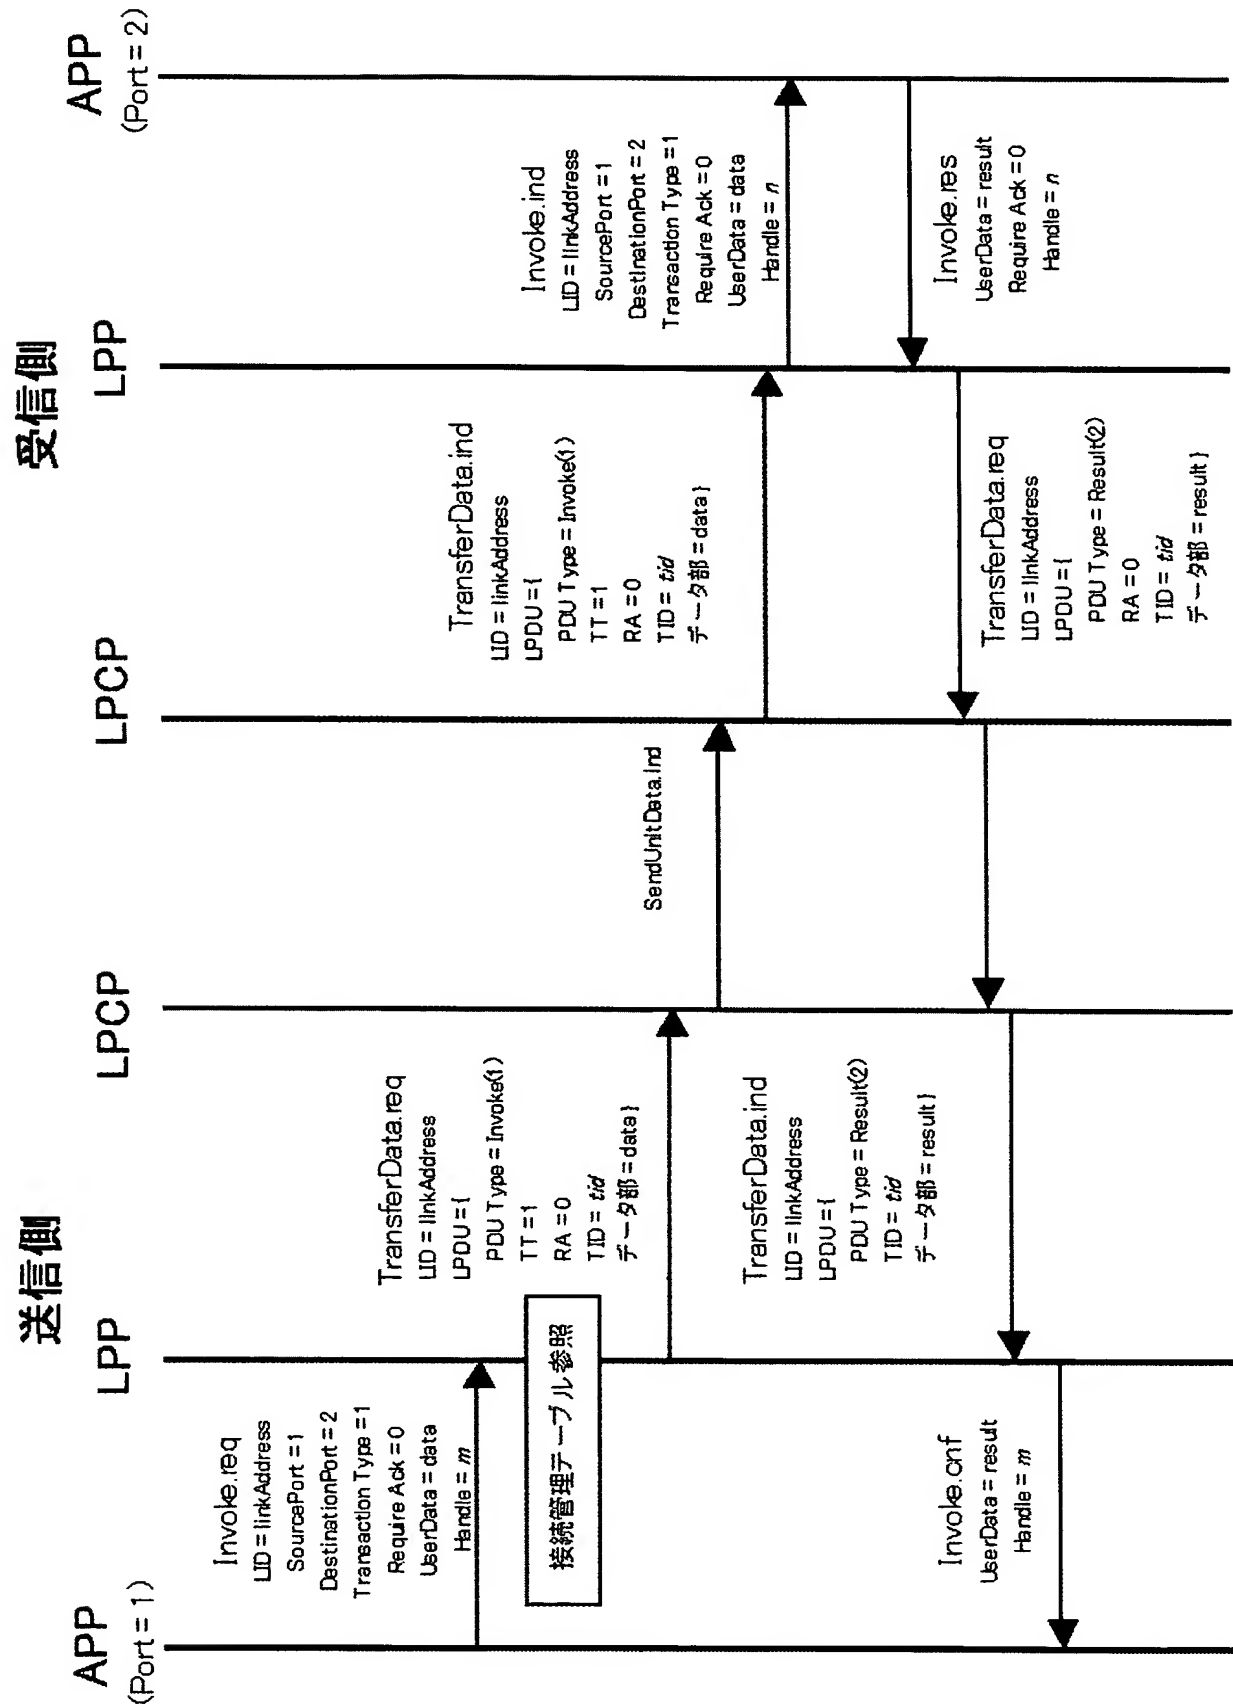 送信側
受信側
APP
(Port = 1)
LPP
LPCP
LPCP
LPP
APP
(Port = 2)
Invoke.req
LID = linkAddress
SourcePort = 1
DestinationPort = 2
Transaction Type = 1
Require Ack = 0
UserData = data
Handle = m
接続管理テーブル参照
TransferData.req
LID = linkAddress
LPDU = {
PDU Type = Invoke(1)
TT = 1
RA = 0
TID = tid
データ部 = data}
SendUnitData.ind
TransferData.ind
LID = linkAddress
LPDU = {
PDU Type = Invoke(1)
TT = 1
RA = 0
TID = tid
データ部 = data}
Invoke.ind
LID = linkAddress
SourcePort = 1
DestinationPort = 2
Transaction Type = 1
Require Ack = 0
UserData = data
Handle = n
Invoke.res
UserData = result
Require Ack = 0
Handle = n
TransferData.req
LID = linkAddress
LPDU = {
PDU Type = Result(2)
RA = 0
TID = tid
データ部 = result}
TransferData.ind
LID = linkAddress
LPDU = {
PDU Type = Result(2)
TID = tid
データ部 = result}
Invoke.cnf
UserData = result
Handle = m